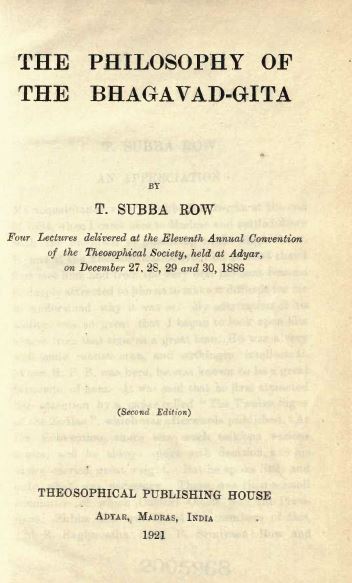 THE PHILOSOPHY OF
THE BHAGAVAD-GITA
BY
T. SUBBA ROW
Four Lectures delivered at the Eleventh Annual Convention
of the Theosophical Society, held at Adyar,
on December 27, 28, 29 and 30, 1886
(Second Edition)
THEOSOPHICAL PUBLISHING HOUSE
ADYAR, MADRAS, INDIA
1921